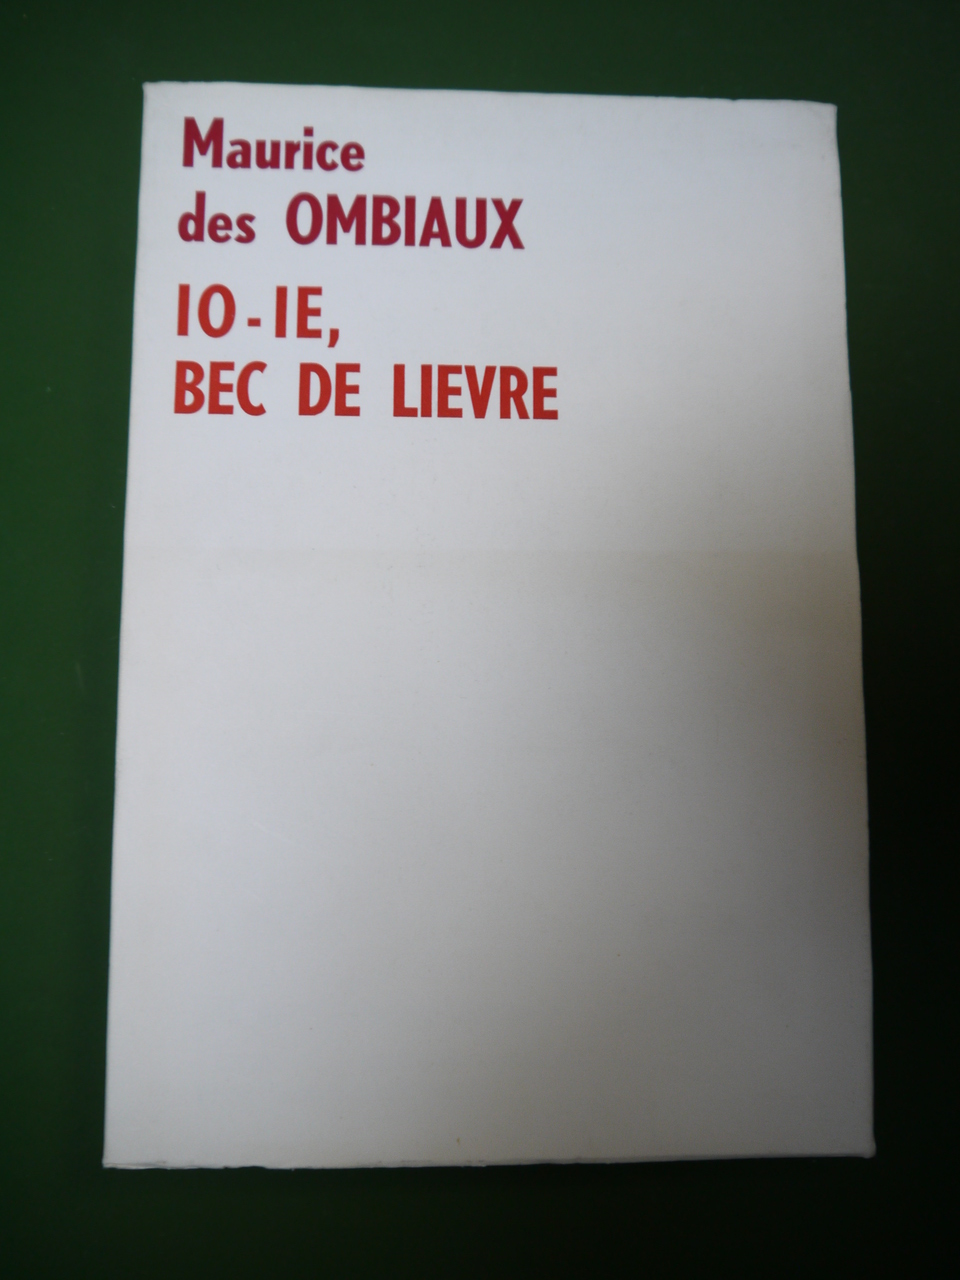 Maurice
des OMBIAUX
IO-IE,
BEC DE LIEVRE